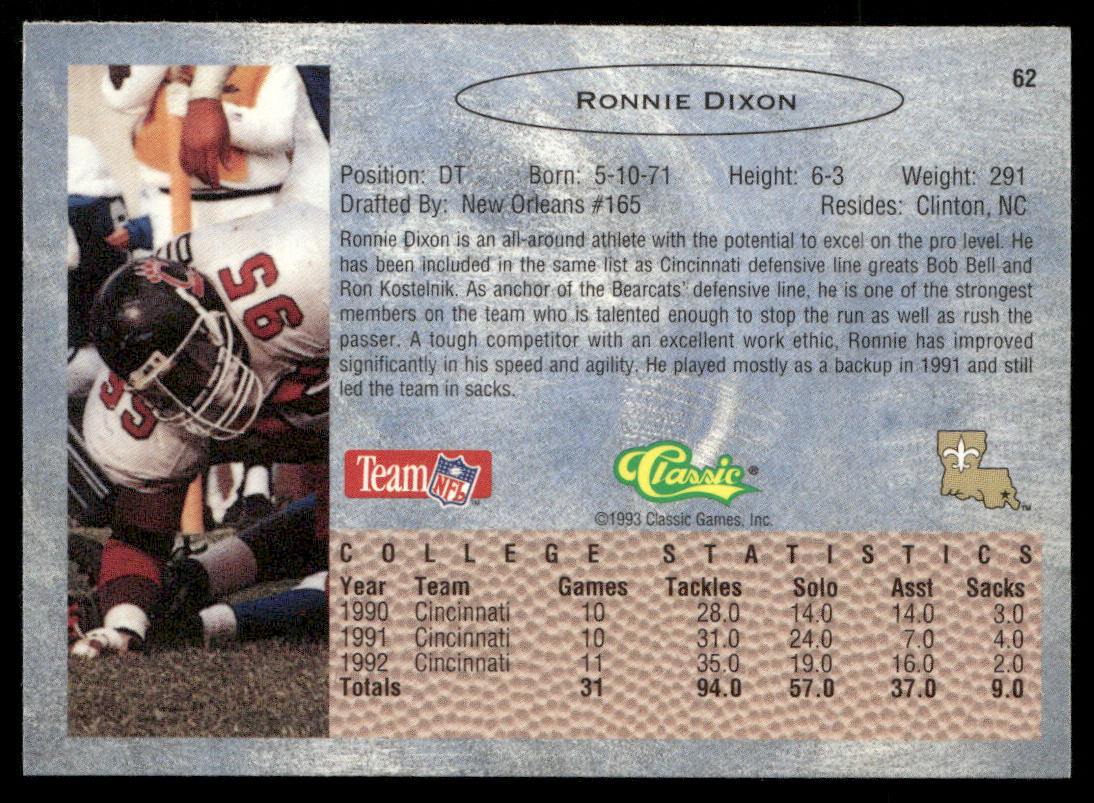 62
RONNIE DIXON
Position: DT Born: 5-10-71 Height: 6-3 Weight: 291
Drafted By: New Orleans #165 Resides: Clinton, NC
Ronnie Dixon is an all-around athlete with the potential to excel on the pro level. He
has been included in the same list as Cincinnati defensive line greats Bob Bell and
Ron Kostelnik. As anchor of the Bearcats' defensive line, he is one of the strongest
members on the team who is talented enough to stop the run as well as rush the
passer. A tough competitor with an excellent work ethic, Ronnie has improved
significantly in his speed and agility. He played mostly as a backup in 1991 and still
led the team in sacks.
95
95
Team NFL™
Classic®
™
©1993 Classic Games, Inc.
COLLEGE STATISTICS
Year Team Games Tackles Solo Asst Sacks
1990 Cincinnati 10 28.0 14.0 14.0 3.0
1991 Cincinnati 10 31.0 24.0 7.0 4.0
1992 Cincinnati 11 35.0 19.0 16.0 2.0
Totals 31 94.0 57.0 37.0 9.0